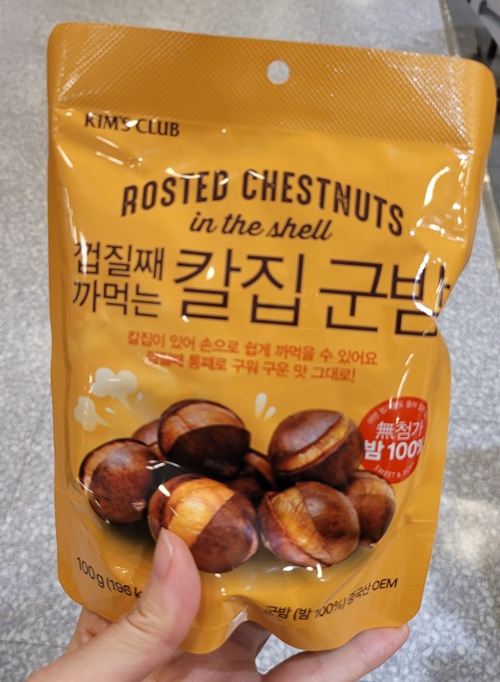 KIM'S CLUB
ROSTED CHESTNUTS
in the shell
껍질째
까먹는
칼집 군밤
칼집이 있어 손으로 쉽게 까먹을 수 있어요
통째로 구워 구운 맛 그대로!
無첨가
밤 100%
SWEET &
100g (196
군밤 (밤 100%) 중국산 OEM